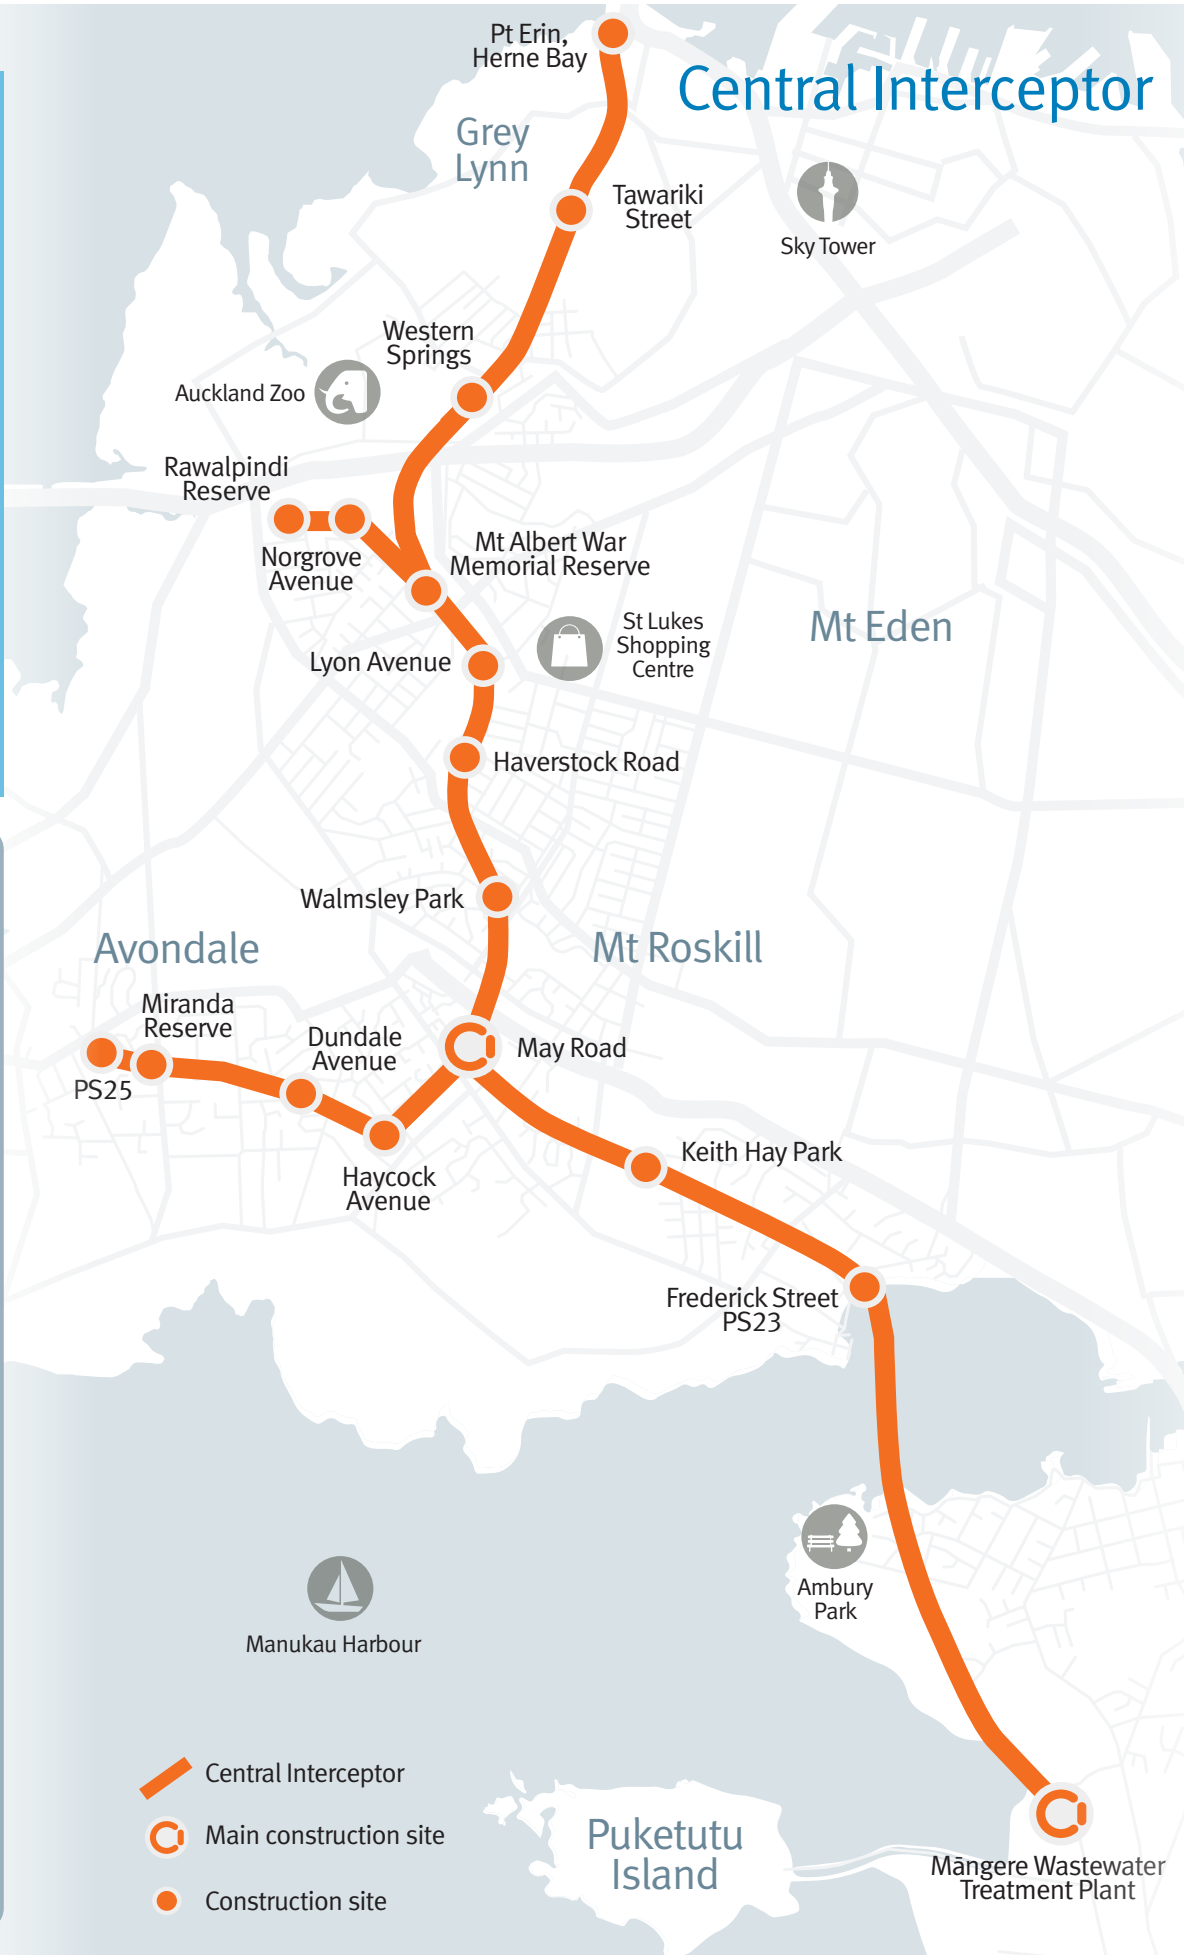 Central Interceptor
Pt Erin,
Herne Bay
Grey
Lynn
Tawariki
Street
Sky Tower
Western
Springs
Auckland Zoo
Rawalpindi
Reserve
Norgrove
Avenue
Mt Albert War
Memorial Reserve
St Lukes
Shopping
Centre
Mt Eden
Lyon Avenue
Haverstock Road
Walmsley Park
Avondale
Mt Roskill
Miranda
Reserve
Dundale
Avenue
May Road
PS25
Haycock
Avenue
Keith Hay Park
Frederick Street
PS23
Ambury
Park
Manukau Harbour
Central Interceptor
Main construction site
Construction site
Puketutu
Island
Māngere Wastewater
Treatment Plant